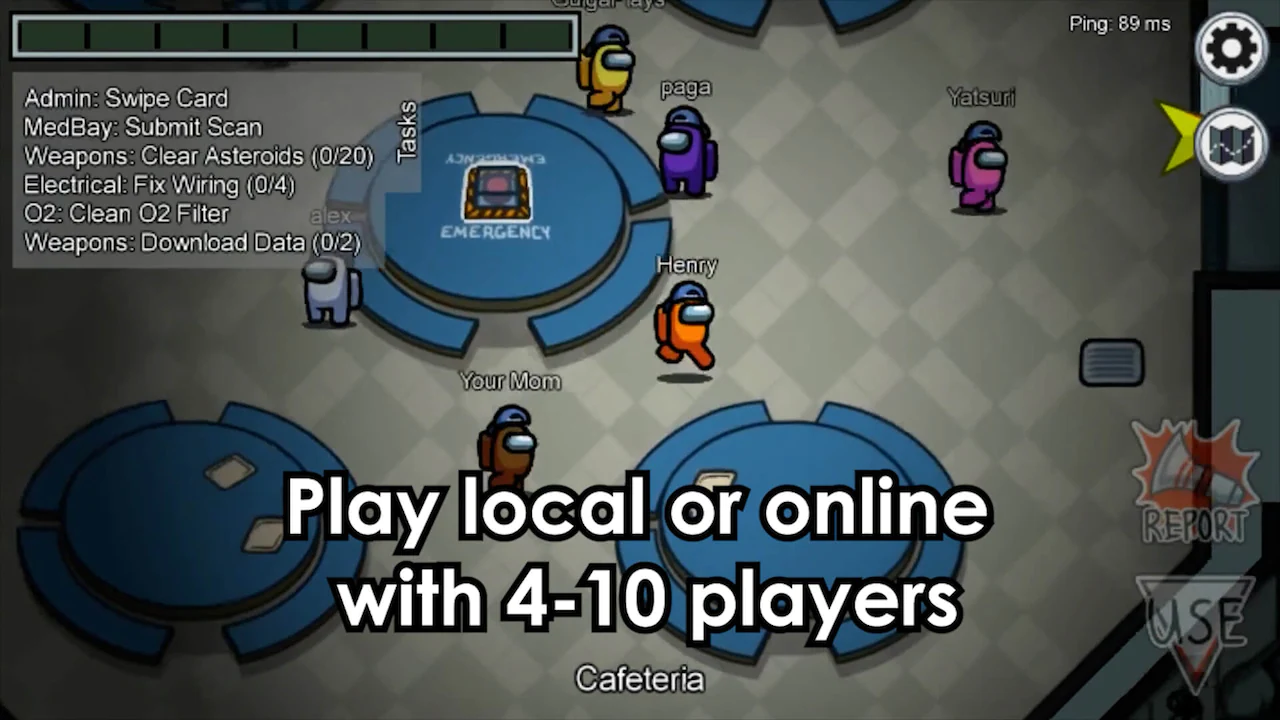 Ping: 89 ms
paga
Yatsuri
Admin: Swipe Card
MedBay: Submit Scan
Weapons: Clear Asteroids (0/20)
Electrical: Fix Wiring (0/4)
O2: Clean O2 Filter
Weapons: Download Data (0/2)
Tasks
alex
EMERGENCY
EMERGENCY
Henry
Your Mom
REPORT
Play local or online
with 4-10 players
USE
Cafeteria